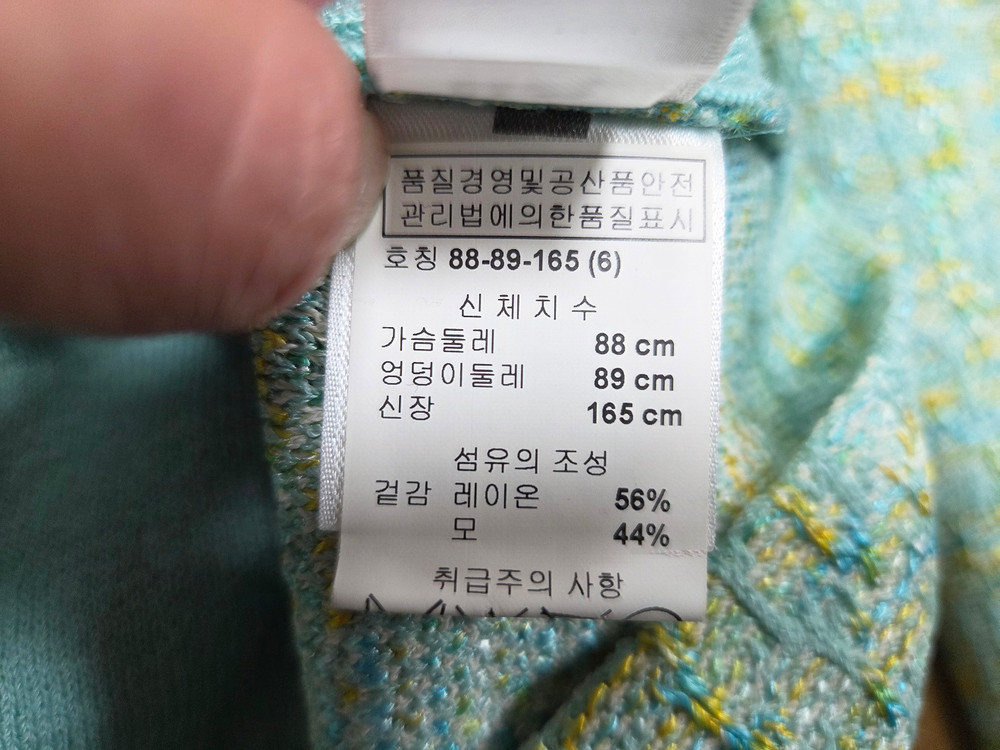 품질경영및공산품안전
관리법에의한품질표시
호칭 88-89-165 (6)
신 체 치 수
가슴둘레 88 cm
엉덩이둘레 89 cm
신장 165 cm
섬유의 조성
겉감 레이온 56%
모 44%
취급주의 사항